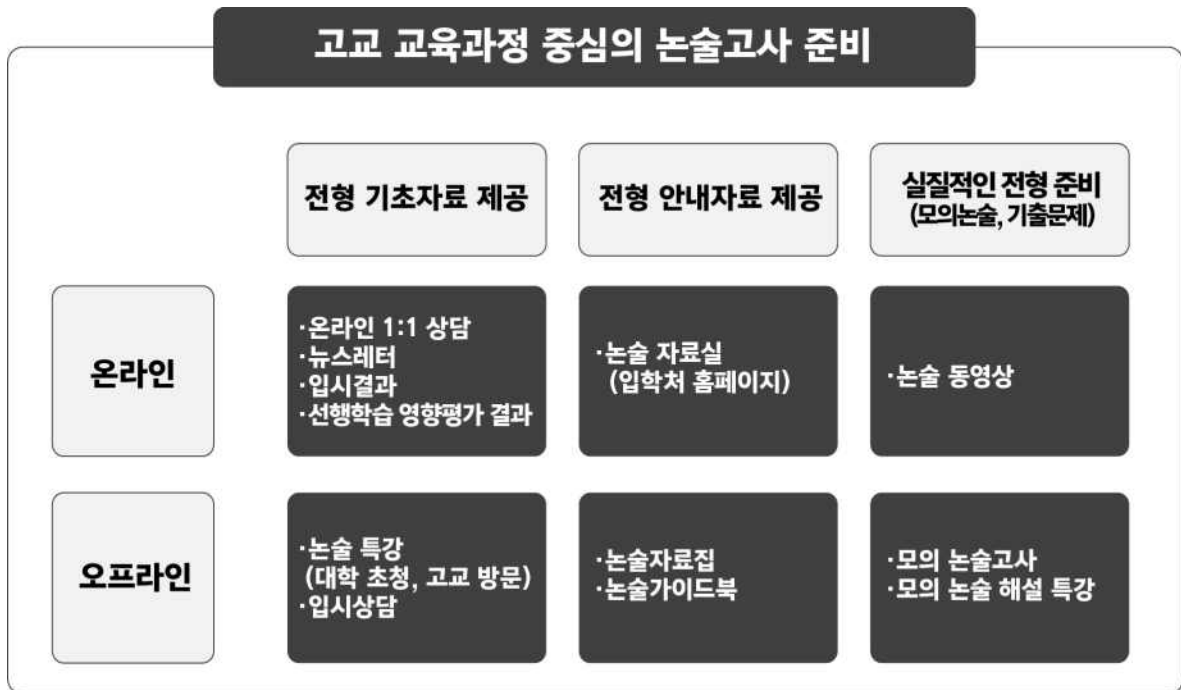 고교 교육과정 중심의 논술고사 준비
전형 기초자료 제공
전형 안내자료 제공
실질적인 전형 준비
(모의논술, 기출문제)
온라인
·온라인 1:1 상담
·뉴스레터
·입시결과
·선행학습 영향평가 결과
·논술 자료실
(입학처 홈페이지)
·논술 동영상
오프라인
·논술 특강
(대학 초청, 고교 방문)
·입시상담
·논술자료집
·논술가이드북
·모의 논술고사
·모의 논술 해설 특강